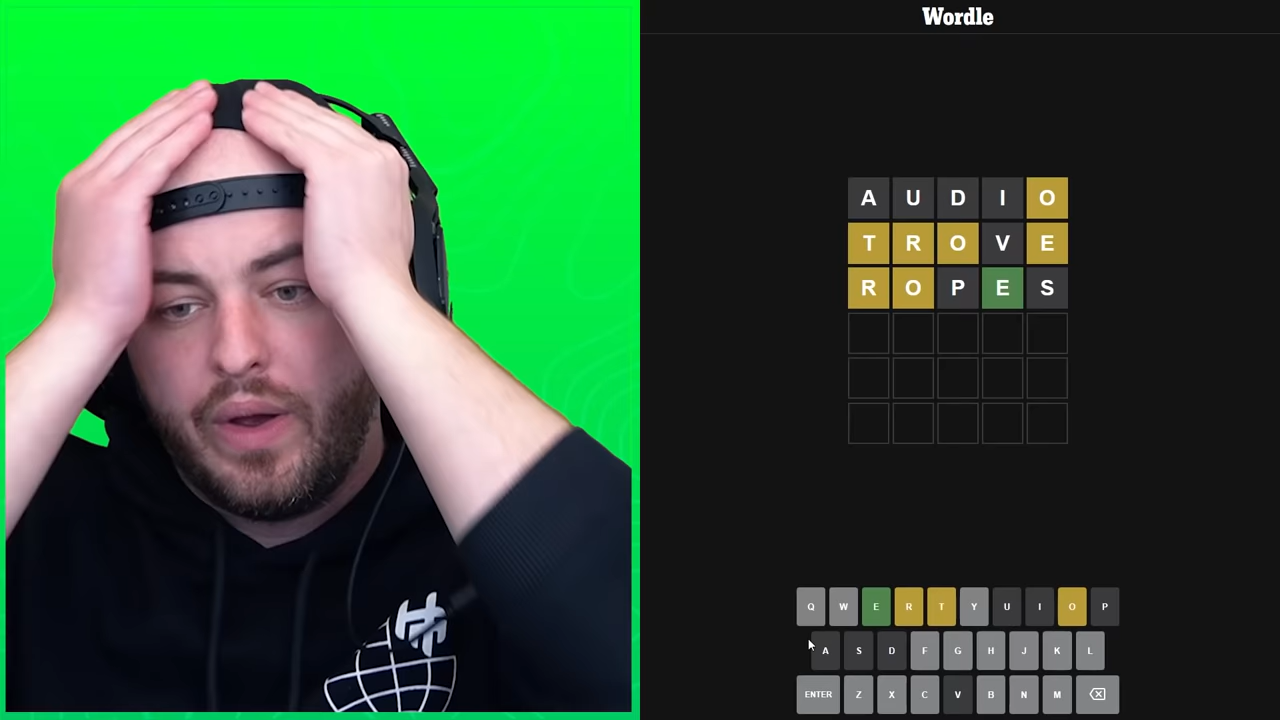 Wordle
A U D I O
T R O V E
R O P E S
Q W E R T Y U I O P
A S D F G H J K L
ENTER Z X C V B N M